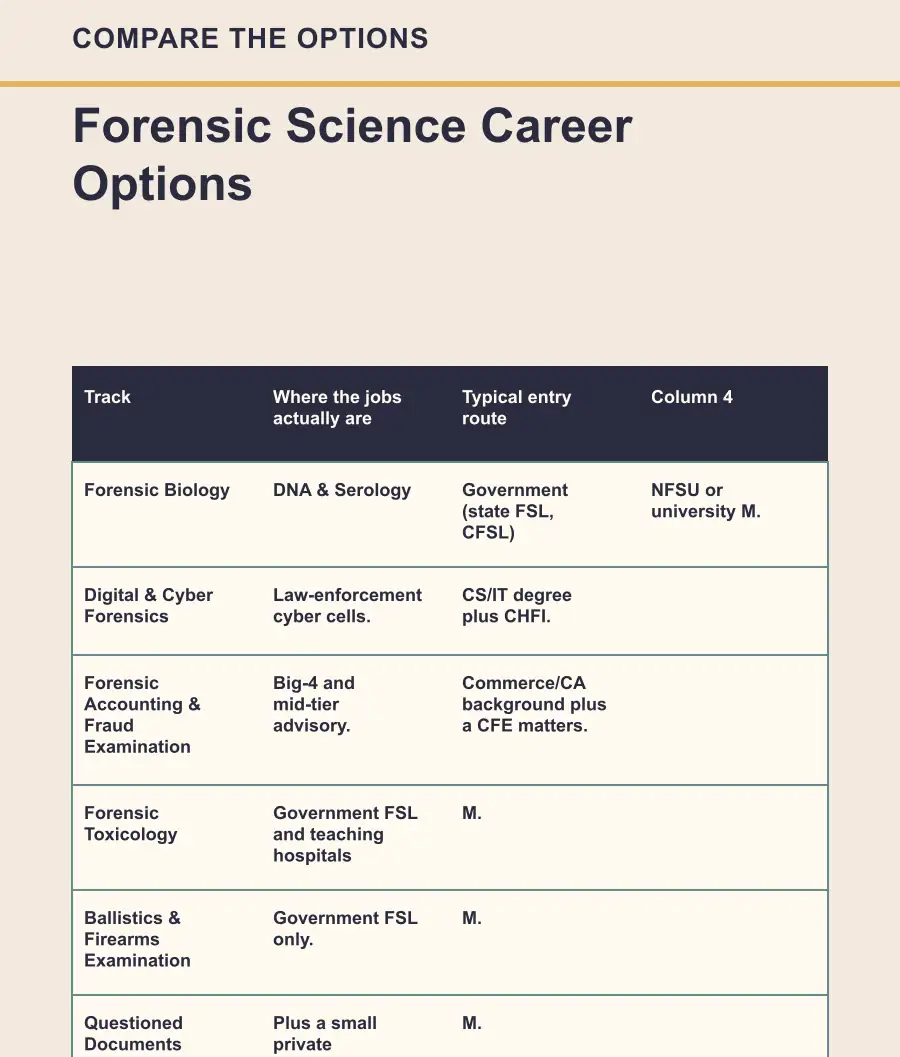 COMPARE THE OPTIONS
Forensic Science Career
Options
Track
Where the jobs
actually are
Typical entry
route
Column 4
Forensic Biology
DNA & Serology
Government
(state FSL,
CFSL)
NFSU or
university M.
Digital & Cyber
Forensics
Law-enforcement
cyber cells.
CS/IT degree
plus CHFI.
Forensic
Accounting &
Fraud
Examination
Big-4 and
mid-tier
advisory.
Commerce/CA
background plus
a CFE matters.
Forensic
Toxicology
Government FSL
and teaching
hospitals
M.
Ballistics &
Firearms
Examination
Government FSL
only.
M.
Questioned
Documents
Plus a small
private
M.